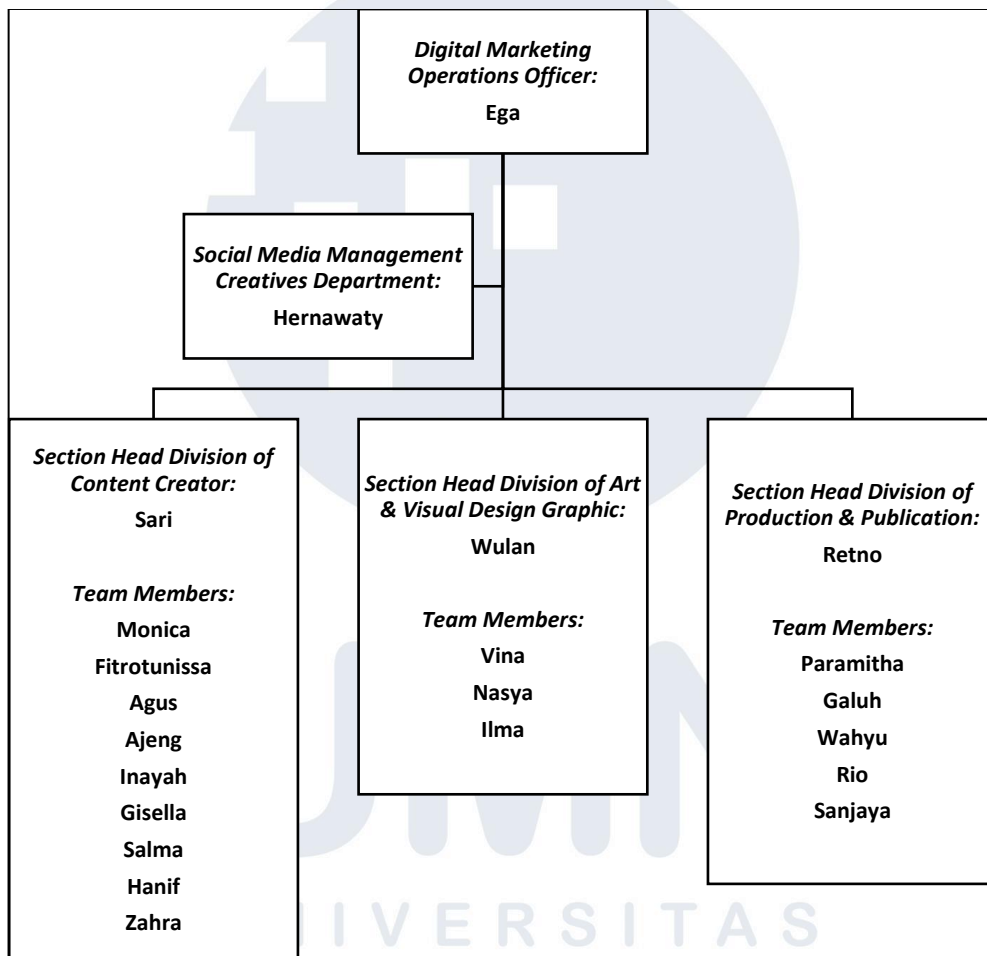 Digital Marketing
Operations Officer:
Ega
Social Media Management
Creatives Department:
Hernawaty
Section Head Division of
Content Creator:
Sari
Team Members:
Monica
Fitrotunissa
Agus
Ajeng
Inayah
Gisella
Salma
Hanif
Zahra
Section Head Division of Art
& Visual Design Graphic:
Wulan
Team Members:
Vina
Nasya
Ilma
Section Head Division of
Production & Publication:
Retno
Team Members:
Paramitha
Galuh
Wahyu
Rio
Sanjaya
UMN
UNIVERSITAS